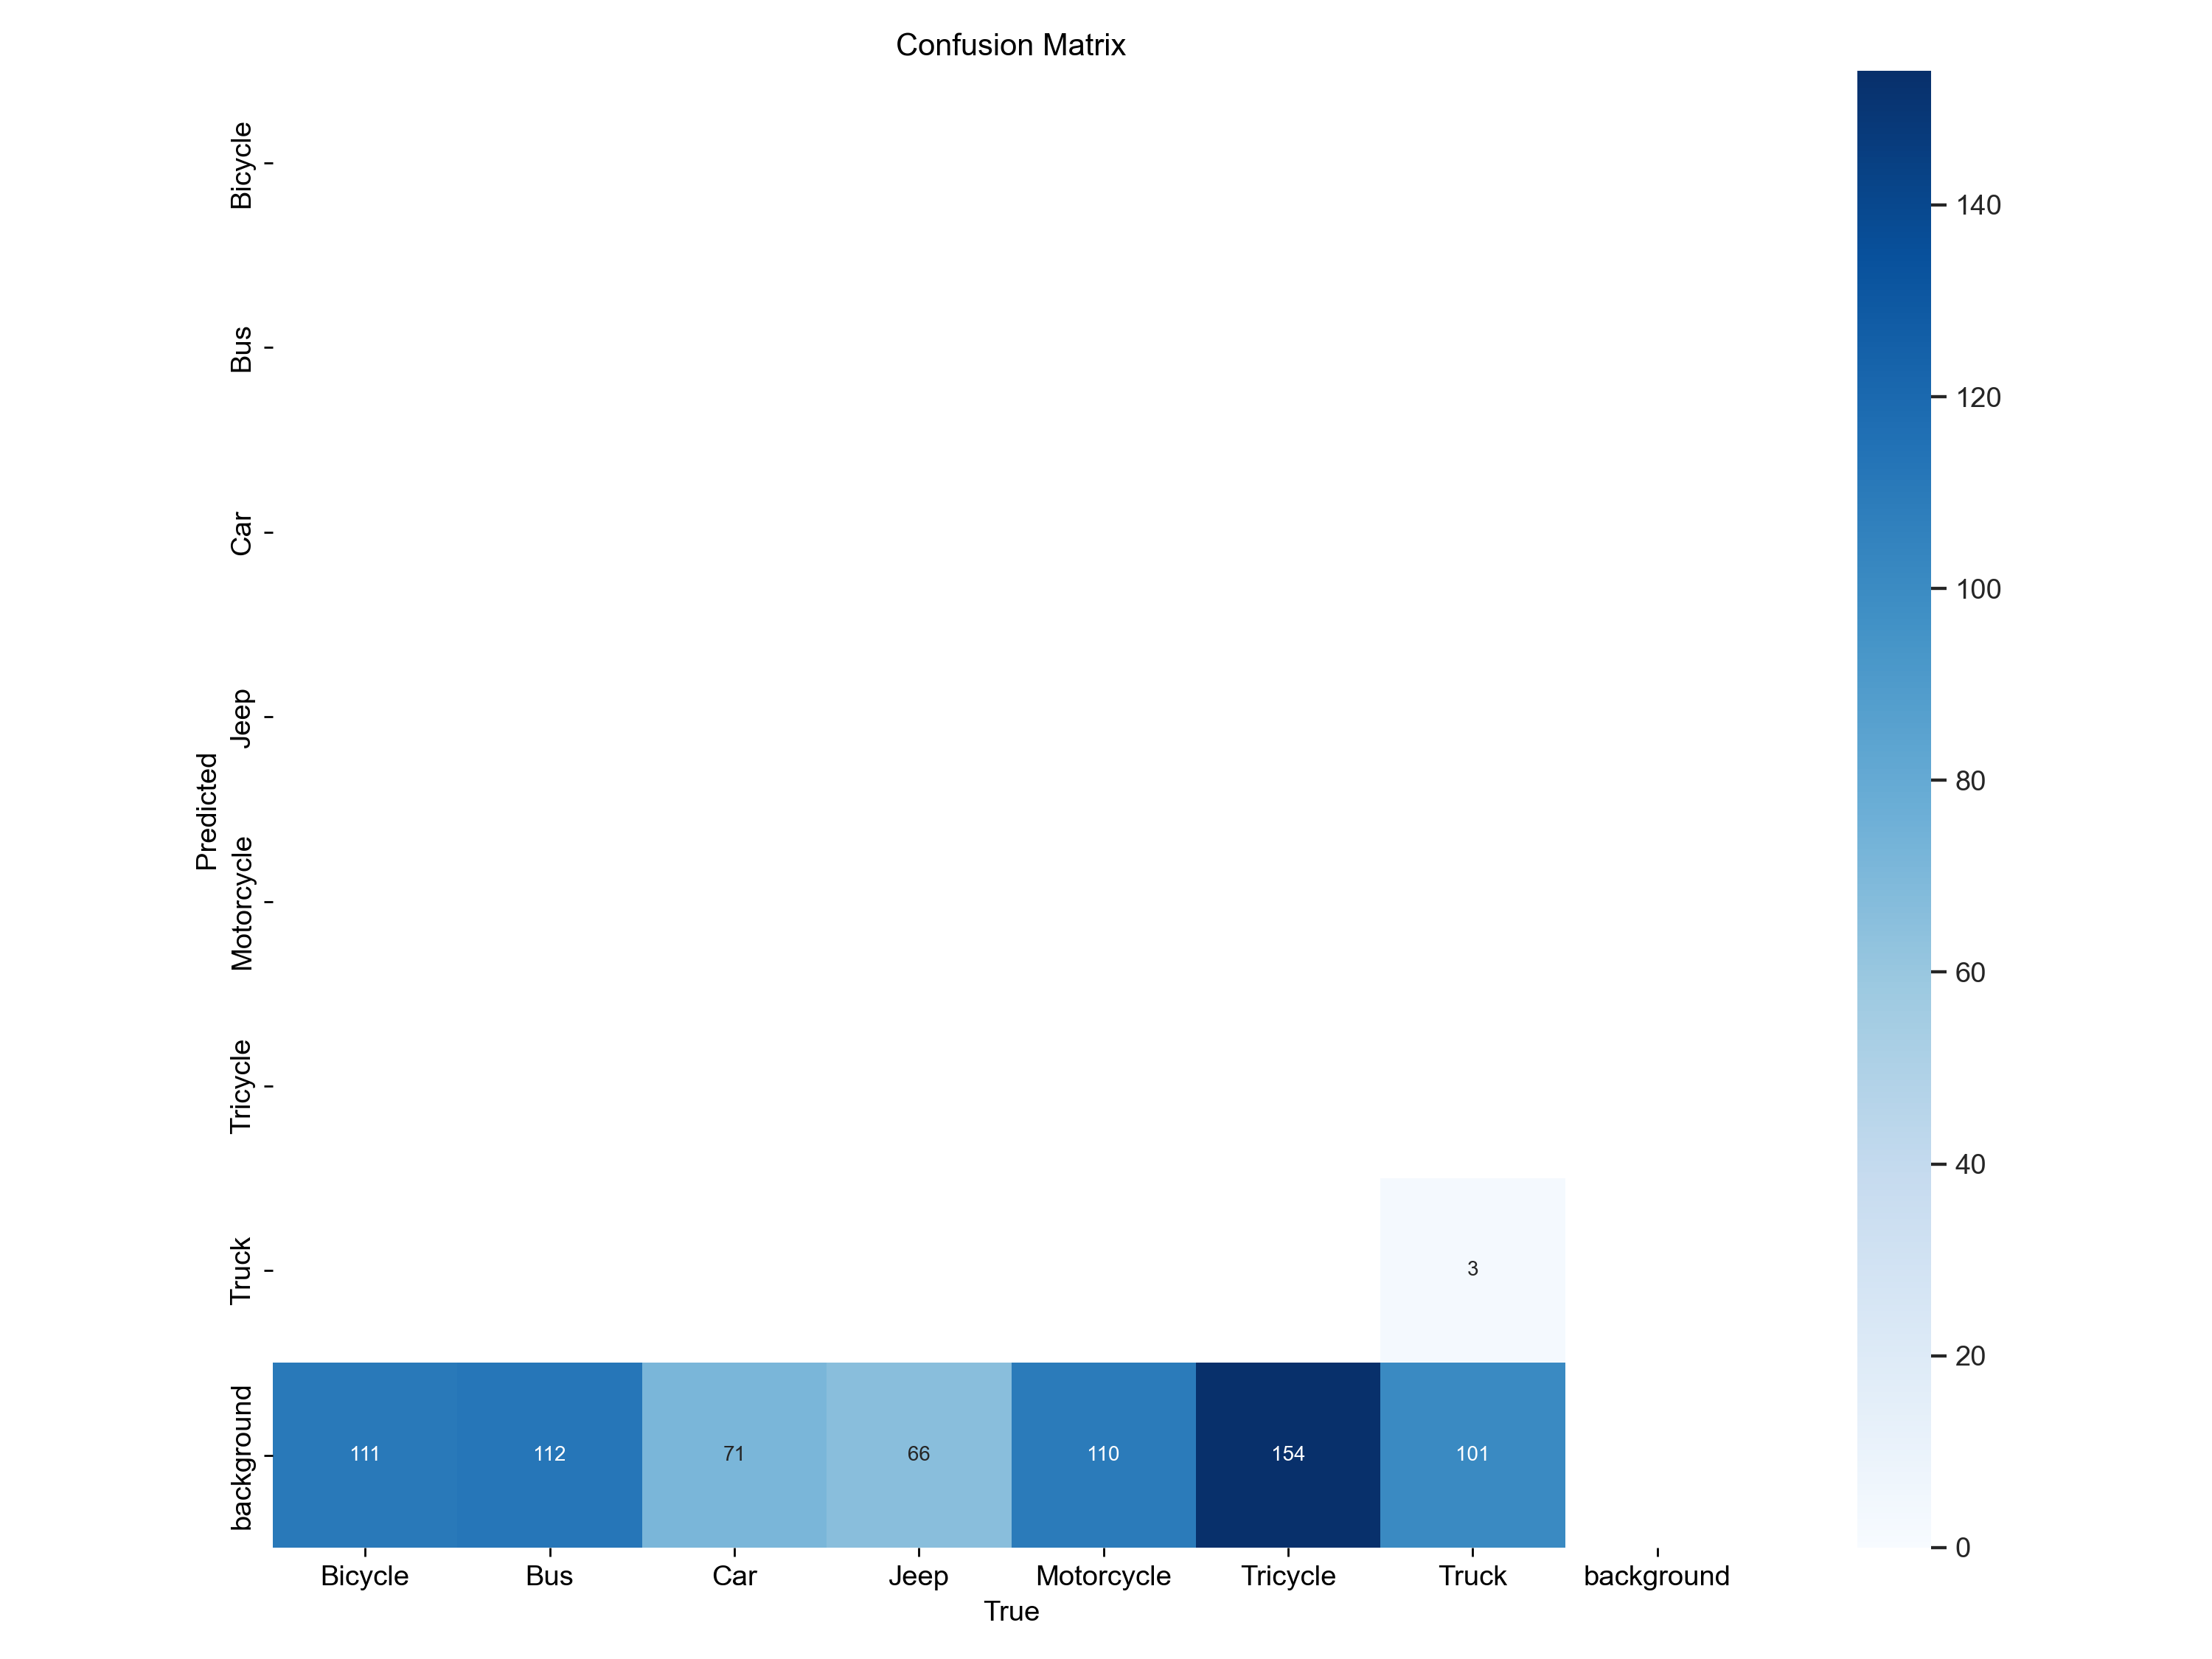 Confusion Matrix
Bicycle
Bus
Car
Jeep
Motorcycle
Tricycle
Truck
background
Predicted
3
111 112 71 66 110 154 101
Bicycle Bus Car Jeep Motorcycle Tricycle Truck background
True
140
120
100
80
60
40
20
0